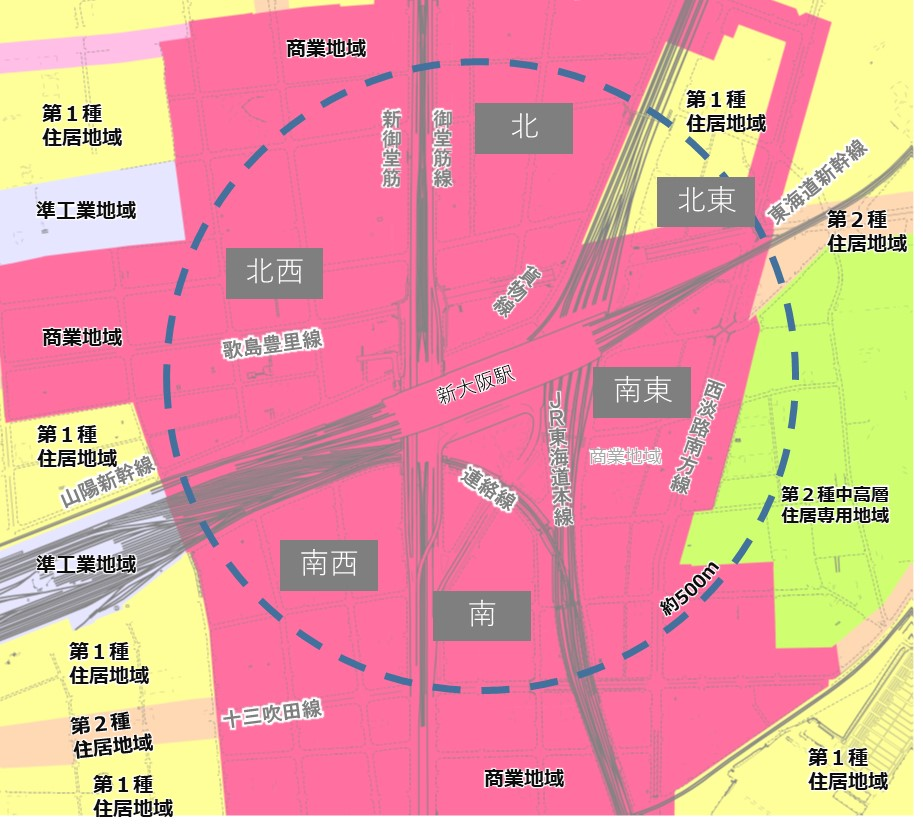 商業地域
第１種
住居地域
第１種
住居地域
新御堂筋
御堂筋線
北
準工業地域
北東
東海道新幹線
第２種
住居地域
北西
貨物線
商業地域
歌島豊里線
新大阪駅
南東
西淡路南方線
第１種
住居地域
JR東海道本線
商業地域
山陽新幹線
連絡線
第２種中高層
住居専用地域
準工業地域
南西
約500m
南
第１種
住居地域
十三吹田線
第２種
住居地域
商業地域
第１種
住居地域
第１種
住居地域